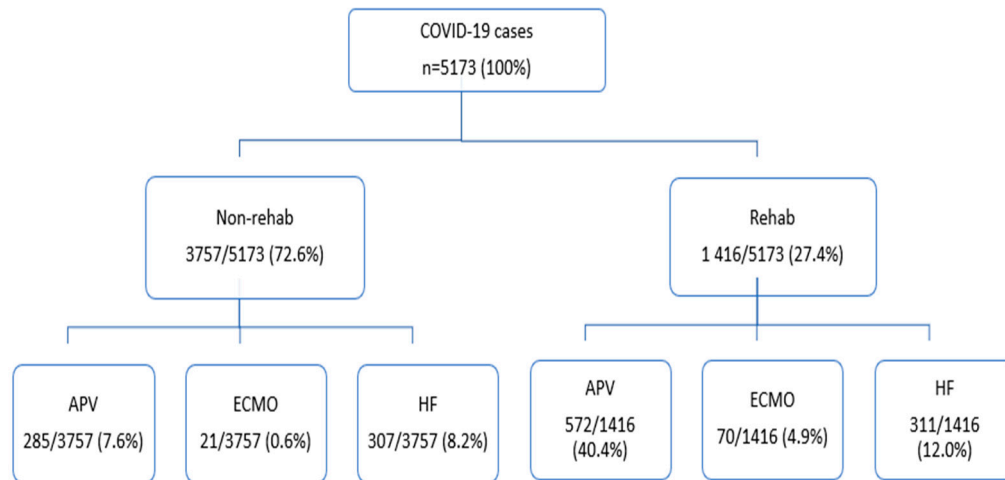 COVID-19 cases
n=5173 (100%)
Non-rehab
3757/5173 (72.6%)
Rehab
1 416/5173 (27.4%)
APV
285/3757 (7.6%)
ECMO
21/3757 (0.6%)
HF
307/3757 (8.2%)
APV
572/1416
(40.4%)
ECMO
70/1416 (4.9%)
HF
311/1416
(12.0%)